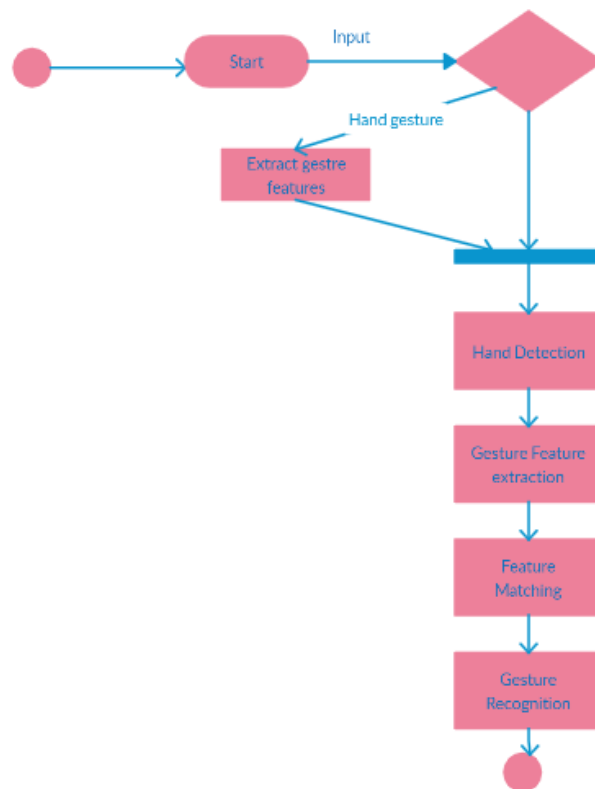 Input
Start
Hand gesture
Extract gestre
features
Hand Detection
Gesture Feature
extraction
Feature
Matching
Gesture
Recognition